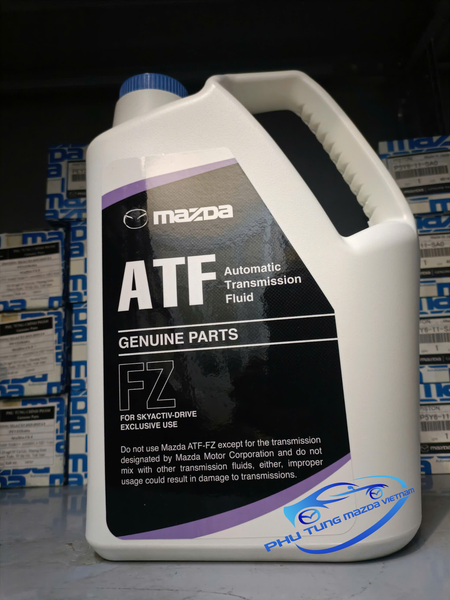 mazda
ATF
Automatic
Transmission
Fluid
GENUINE PARTS
FZ
FOR SKYACTIV-DRIVE
EXCLUSIVE USE
Do not use Mazda ATF-FZ except for the transmission
designated by Mazda Motor Corporation and do not
mix with other transmission fluids, either, improper
usage could result in damage to transmissions.
PHU TUNG MAZDA VIETNAM